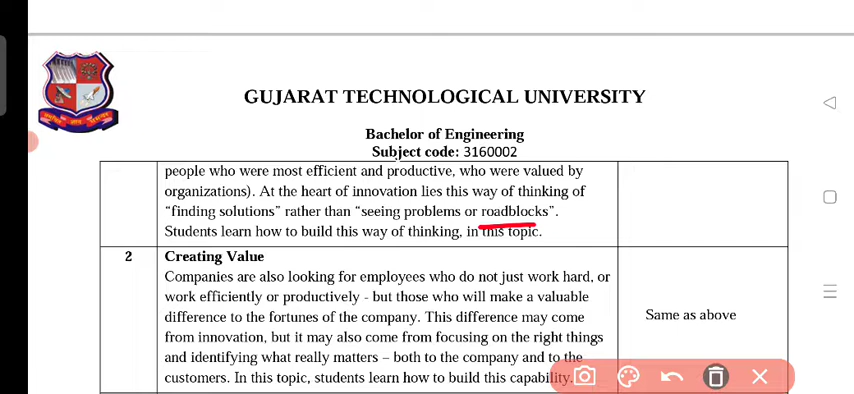 GUJARAT TECHNOLOGICAL UNIVERSITY
Bachelor of Engineering
Subject code: 3160002
people who were most efficient and productive, who were valued by
organizations). At the heart of innovation lies this way of thinking of
“finding solutions” rather than “seeing problems or roadblocks”.
Students learn how to build this way of thinking, in this topic.
2
Creating Value
Companies are also looking for employees who do not just work hard, or
work efficiently or productively - but those who will make a valuable
difference to the fortunes of the company. This difference may come
from innovation, but it may also come from focusing on the right things
and identifying what really matters – both to the company and to the
customers. In this topic, students learn how to build this capability.
Same as above